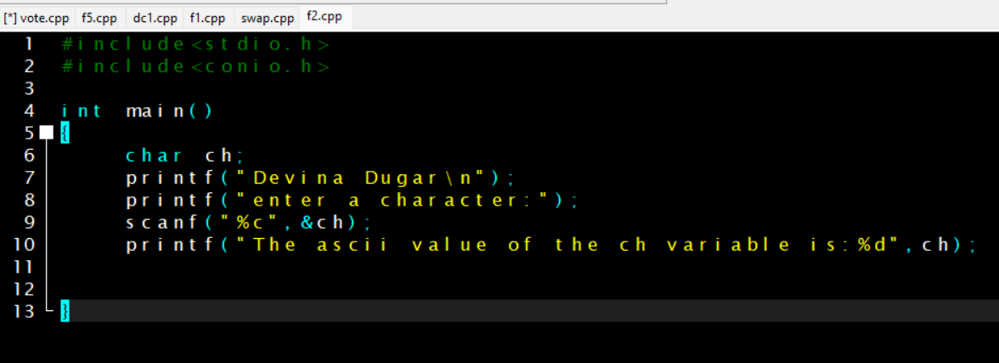 [*] vote.cpp f5.cpp dc1.cpp f1.cpp swap.cpp f2.cpp
1 #include<stdio.h>
2 #include<conio.h>
3
4 int main()
5 {
6 char ch;
7 printf("Devina Dugar\n");
8 printf("enter a character:");
9 scanf("%c",&ch);
10 printf("The ascii value of the ch variable is:%d",ch);
11
12
13 }